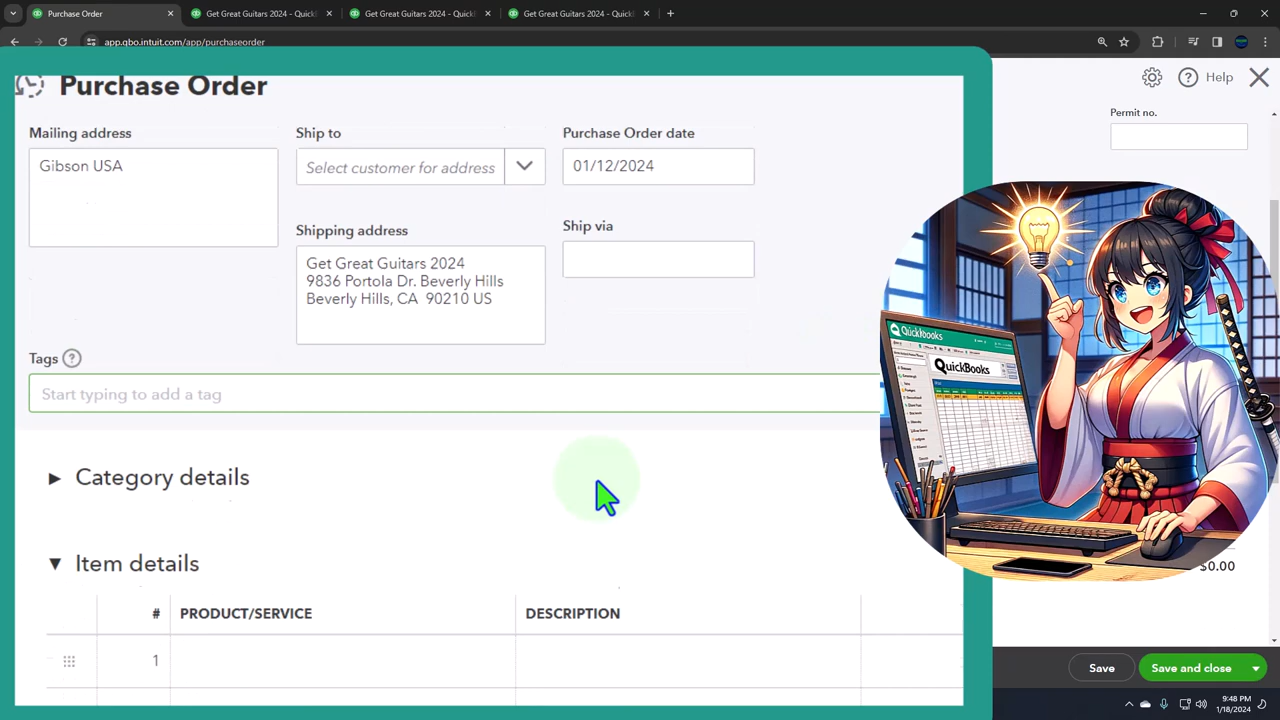 Purchase Order
Get Great Guitars 2024 - Quick
Get Great Guitars 2024 - Quick
Get Great Guitars 2024 - Quick
app.qbo.intuit.com/app/purchaseorder
Purchase Order
Help
Permit no.
Mailing address
Ship to
Purchase Order date
Gibson USA
Select customer for address
01/12/2024
Shipping address
Ship via
Get Great Guitars 2024
9836 Portola Dr. Beverly Hills
Beverly Hills, CA 90210 US
Tags
Start typing to add a tag
Category details
Item details
# PRODUCT/SERVICE DESCRIPTION
1
QuickBooks
QuickBooks
$0.00
Save
Save and close
9:48 PM
1/18/2024